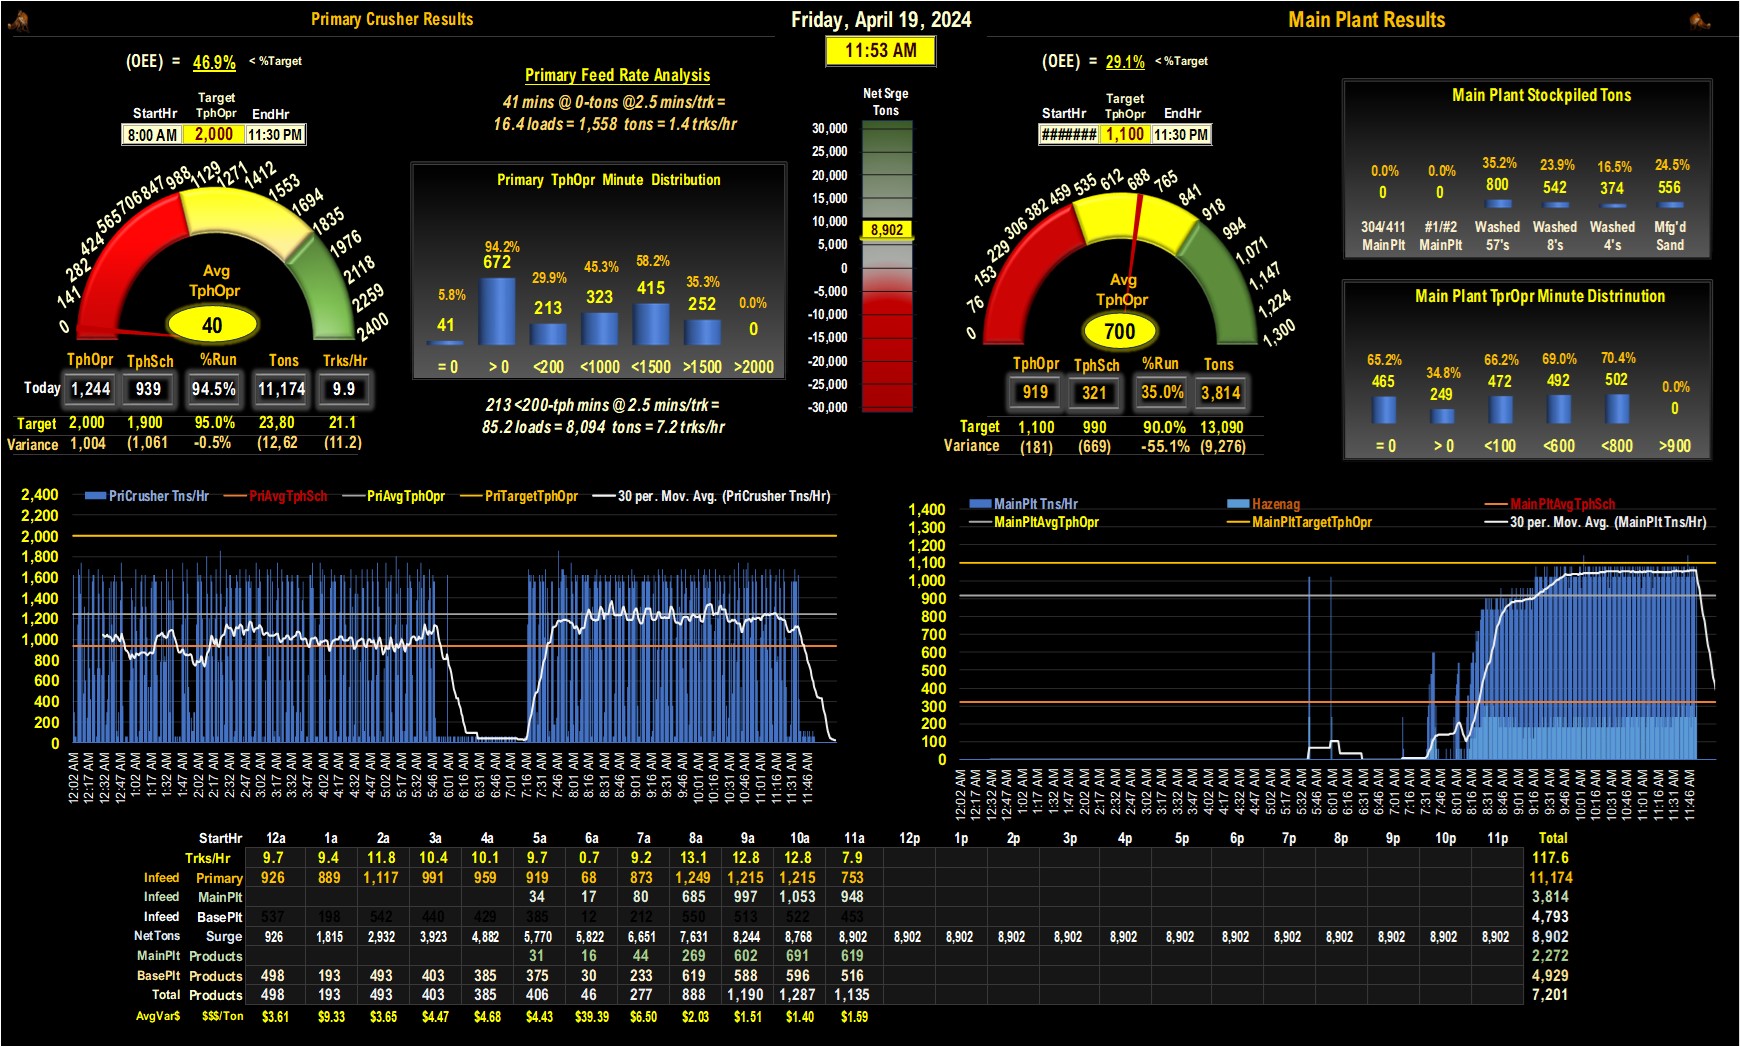 Primary Crusher Results
Friday, April 19, 2024
Main Plant Results
11:53 AM
(OEE) = 46.9% < %Target
StartHr Target TphOpr EndHr
8:00 AM 2,000 11:30 PM
0 141 282 424 565 706 847 988 1129 1271 1412 1553 1694 1835 1976 2118 2259 2400
Avg
TphOpr
40
TphOpr TphSch %Run Tons Trks/Hr
Today 1,244 939 94.5% 11,174 9.9
Target 2,000 1,900 95.0% 23,80 21.1
Variance 1,004 (1,061 -0.5% (12,62 (11.2)
Primary Feed Rate Analysis
41 mins @ 0-tons @2.5 mins/trk =
16.4 loads = 1,558 tons = 1.4 trks/hr
Primary TphOpr Minute Distribution
5.8% 94.2% 29.9% 45.3% 58.2% 35.3% 0.0%
41 672 213 323 415 252 0
= 0 > 0 <200 <1000 <1500 >1500 >2000
213 <200-tph mins @ 2.5 mins/trk =
85.2 loads = 8,094 tons = 7.2 trks/hr
Net Srge
Tons
30,000
25,000
20,000
15,000
10,000
8,902
5,000
0
-5,000
-10,000
-15,000
-20,000
-25,000
-30,000
(OEE) = 29.1% < %Target
StartHr Target TphOpr EndHr
####### 1,100 11:30 PM
0 76 153 229 306 382 459 535 612 688 765 841 918 994 1,071 1,147 1,224 1,300
Avg
TphOpr
700
TphOpr TphSch %Run Tons
919 321 35.0% 3,814
Target 1,100 990 90.0% 13,090
Variance (181) (669) -55.1% (9,276)
Main Plant Stockpiled Tons
0.0% 0.0% 35.2% 23.9% 16.5% 24.5%
0 0 800 542 374 556
304/411 #1/#2 Washed Washed Washed Mfg'd
MainPlt MainPlt 57's 8's 4's Sand
Main Plant TprOpr Minute Distrinution
65.2% 34.8% 66.2% 69.0% 70.4% 0.0%
465 249 472 492 502 0
= 0 > 0 <100 <600 <800 >900
PriCrusher Tns/Hr PriAvgTphSch PriAvgTphOpr PriTargetTphOpr 30 per. Mov. Avg. (PriCrusher Tns/Hr)
2,400
2,200
2,000
1,800
1,600
1,400
1,200
1,000
800
600
400
200
0
12:02 AM 12:17 AM 12:32 AM 12:47 AM 1:02 AM 1:17 AM 1:32 AM 1:47 AM 2:02 AM 2:17 AM 2:32 AM 2:47 AM 3:02 AM 3:17 AM 3:32 AM 3:47 AM 4:02 AM 4:17 AM 4:32 AM 4:47 AM 5:02 AM 5:17 AM 5:32 AM 5:46 AM 6:01 AM 6:16 AM 6:31 AM 6:46 AM 7:01 AM 7:16 AM 7:31 AM 7:46 AM 8:01 AM 8:16 AM 8:31 AM 8:46 AM 9:01 AM 9:16 AM 9:31 AM 9:46 AM 10:01 AM 10:16 AM 10:31 AM 10:46 AM 11:01 AM 11:16 AM 11:31 AM 11:46 AM
MainPlt Tns/Hr Hazenag MainPltAvgTphSch
MainPltAvgTphOpr MainPltTargetTphOpr 30 per. Mov. Avg. (MainPlt Tns/Hr)
1,400
1,300
1,200
1,100
1,000
900
800
700
600
500
400
300
200
100
0
12:02 AM 12:17 AM 12:32 AM 12:47 AM 1:02 AM 1:17 AM 1:32 AM 1:47 AM 2:02 AM 2:17 AM 2:32 AM 2:47 AM 3:02 AM 3:17 AM 3:32 AM 3:47 AM 4:02 AM 4:17 AM 4:32 AM 4:47 AM 5:02 AM 5:17 AM 5:32 AM 5:46 AM 6:01 AM 6:16 AM 6:31 AM 6:46 AM 7:01 AM 7:16 AM 7:31 AM 7:46 AM 8:01 AM 8:16 AM 8:31 AM 8:46 AM 9:01 AM 9:16 AM 9:31 AM 9:46 AM 10:01 AM 10:16 AM 10:31 AM 10:46 AM 11:01 AM 11:16 AM 11:31 AM 11:46 AM
StartHr 12a 1a 2a 3a 4a 5a 6a 7a 8a 9a 10a 11a 12p 1p 2p 3p 4p 5p 6p 7p 8p 9p 10p 11p Total
Trks/Hr 9.7 9.4 11.8 10.4 10.1 9.7 0.7 9.2 13.1 12.8 12.8 7.9 117.6
Infeed Primary 926 889 1,117 991 959 919 68 873 1,249 1,215 1,215 753 11,174
Infeed MainPlt 34 17 80 685 997 1,053 948 3,814
Infeed BasePlt 537 198 542 440 429 385 12 212 550 513 522 453 4,793
NetTons Surge 926 1,815 2,932 3,923 4,882 5,770 5,822 6,651 7,631 8,244 8,768 8,902 8,902 8,902 8,902 8,902 8,902 8,902 8,902 8,902 8,902 8,902 8,902 8,902 8,902
MainPlt Products 31 16 44 269 602 691 619 2,272
BasePlt Products 498 193 493 403 385 375 30 233 619 588 596 516 4,929
Total Products 498 193 493 403 385 406 46 277 888 1,190 1,287 1,135 7,201
AvgVar$ $$$/Ton $3.61 $9.33 $3.65 $4.47 $4.68 $4.43 $39.39 $6.50 $2.03 $1.51 $1.40 $1.59